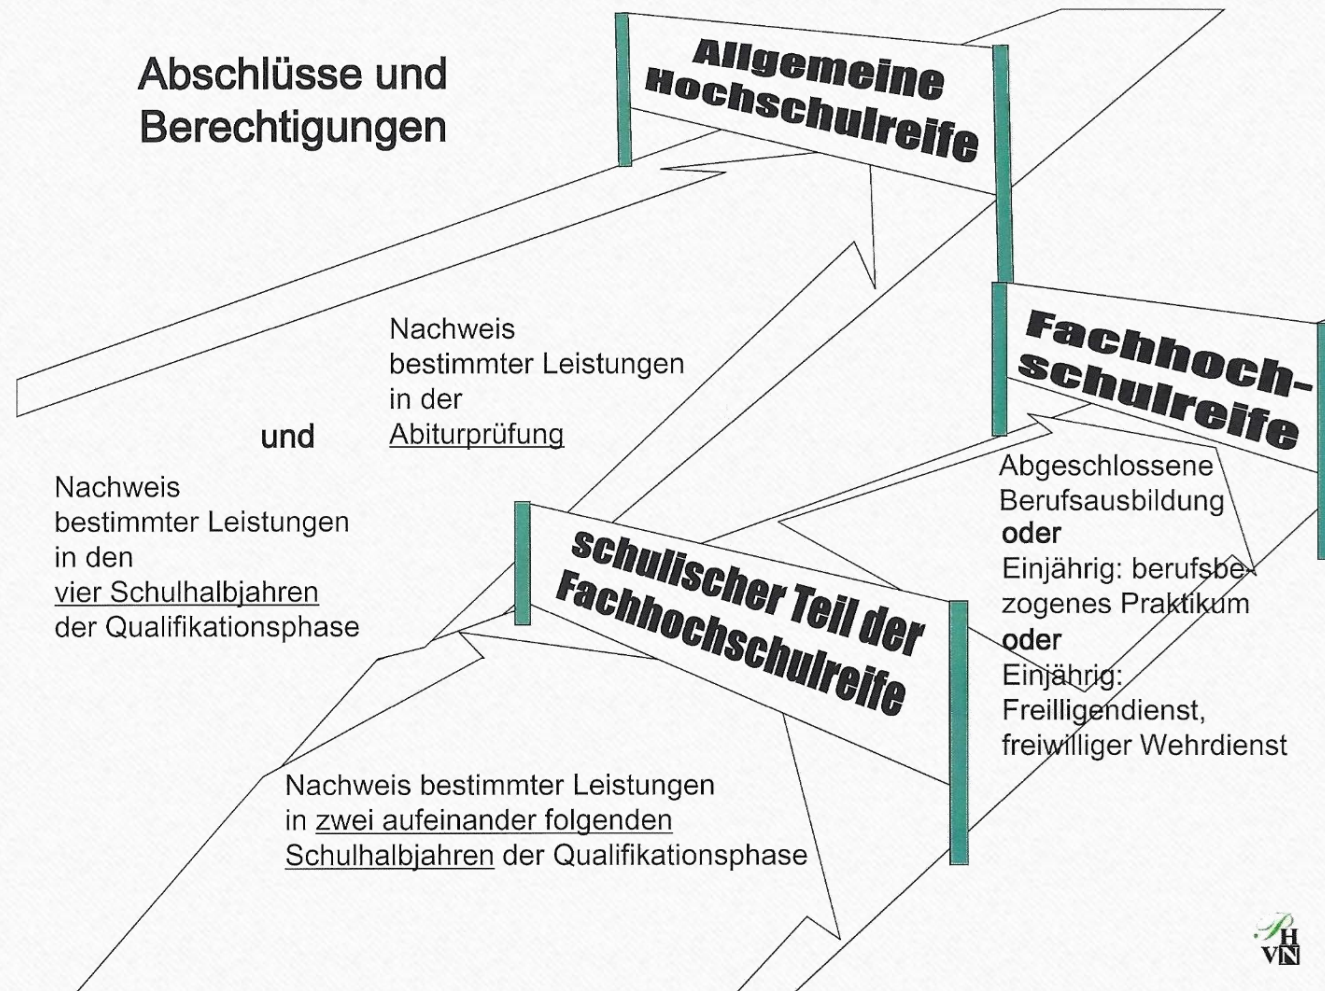 Abschlüsse und
Berechtigungen
Allgemeine
Hochschulreife
Fachhoch-
schulreife
Nachweis
bestimmter Leistungen
in der
Abiturprüfung
und
Nachweis
bestimmter Leistungen
in den
vier Schulhalbjahren
der Qualifikationsphase
Abgeschlossene
Berufsausbildung
oder
Einjährig: berufsbe-
zogenes Praktikum
oder
Einjährig:
Freilligendienst,
freiwilliger Wehrdienst
schulischer Teil der
Fachhochschulreife
Nachweis bestimmter Leistungen
in zwei aufeinander folgenden
Schulhalbjahren der Qualifikationsphase
PH
VN